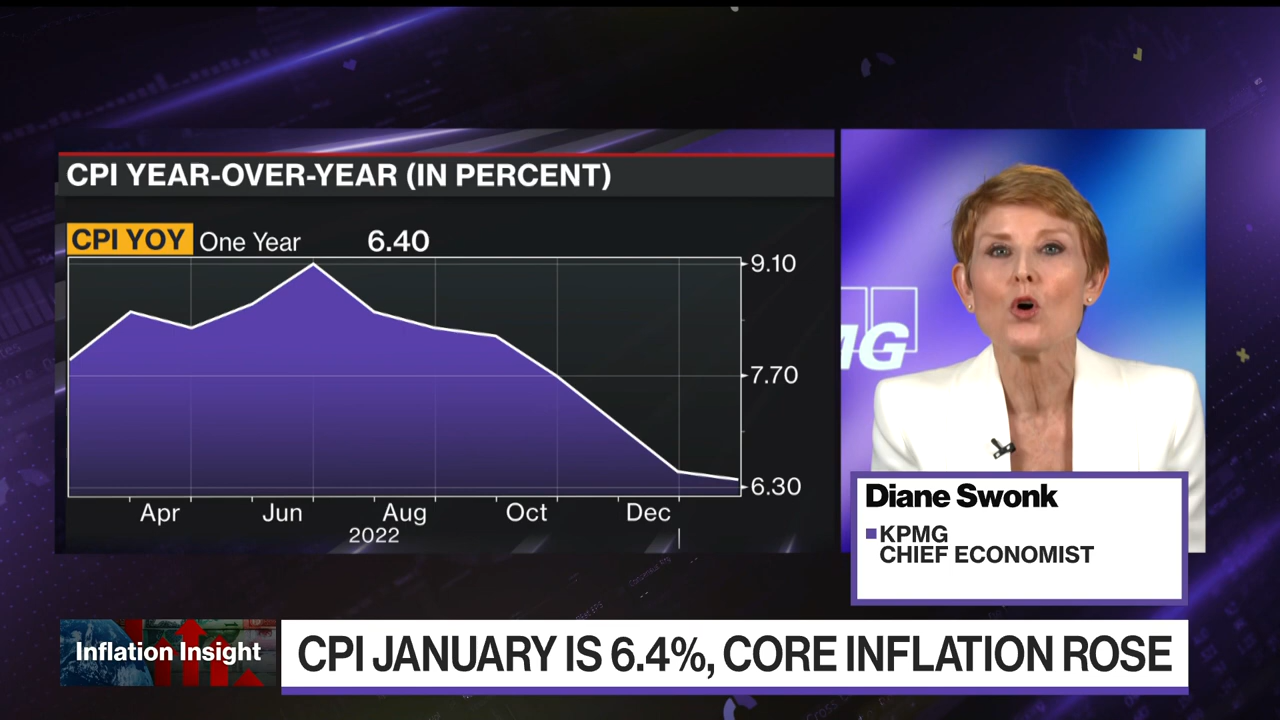 CPI YEAR-OVER-YEAR (IN PERCENT)
CPI YOY One Year 6.40
9.10
7.70
6.30
Apr Jun Aug Oct Dec
2022
MG
Diane Swonk
KPMG
CHIEF ECONOMIST
Inflation Insight
CPI JANUARY IS 6.4%, CORE INFLATION ROSE